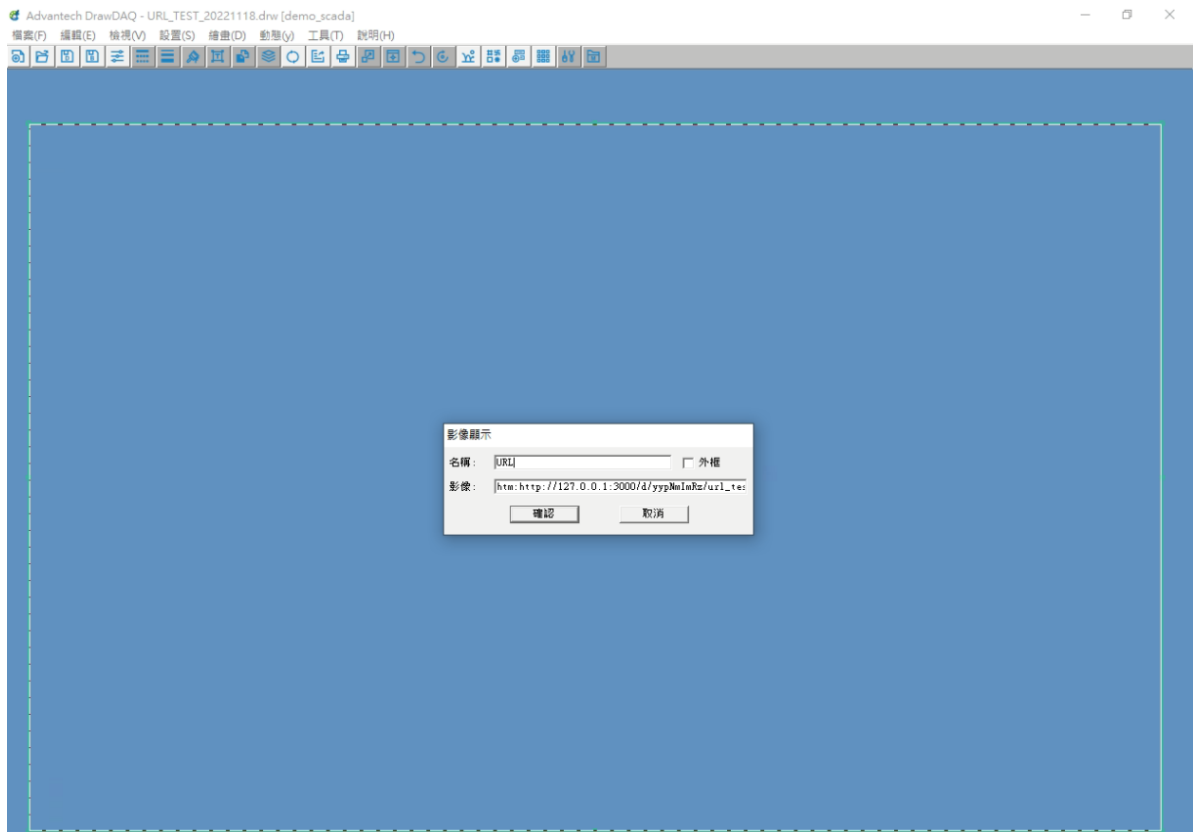 Advantech DrawDAQ - URL_TEST_20221118.drw [demo_scada]
檔案(F) 編輯(E) 檢視(V) 設置(S) 繪畫(D) 動態(y) 工具(T) 說明(H)
影像顯示
名稱: URL 外框
影像: htm:http://127.0.0.1:3000/d/yypNmImRz/url_tes
確認 取消